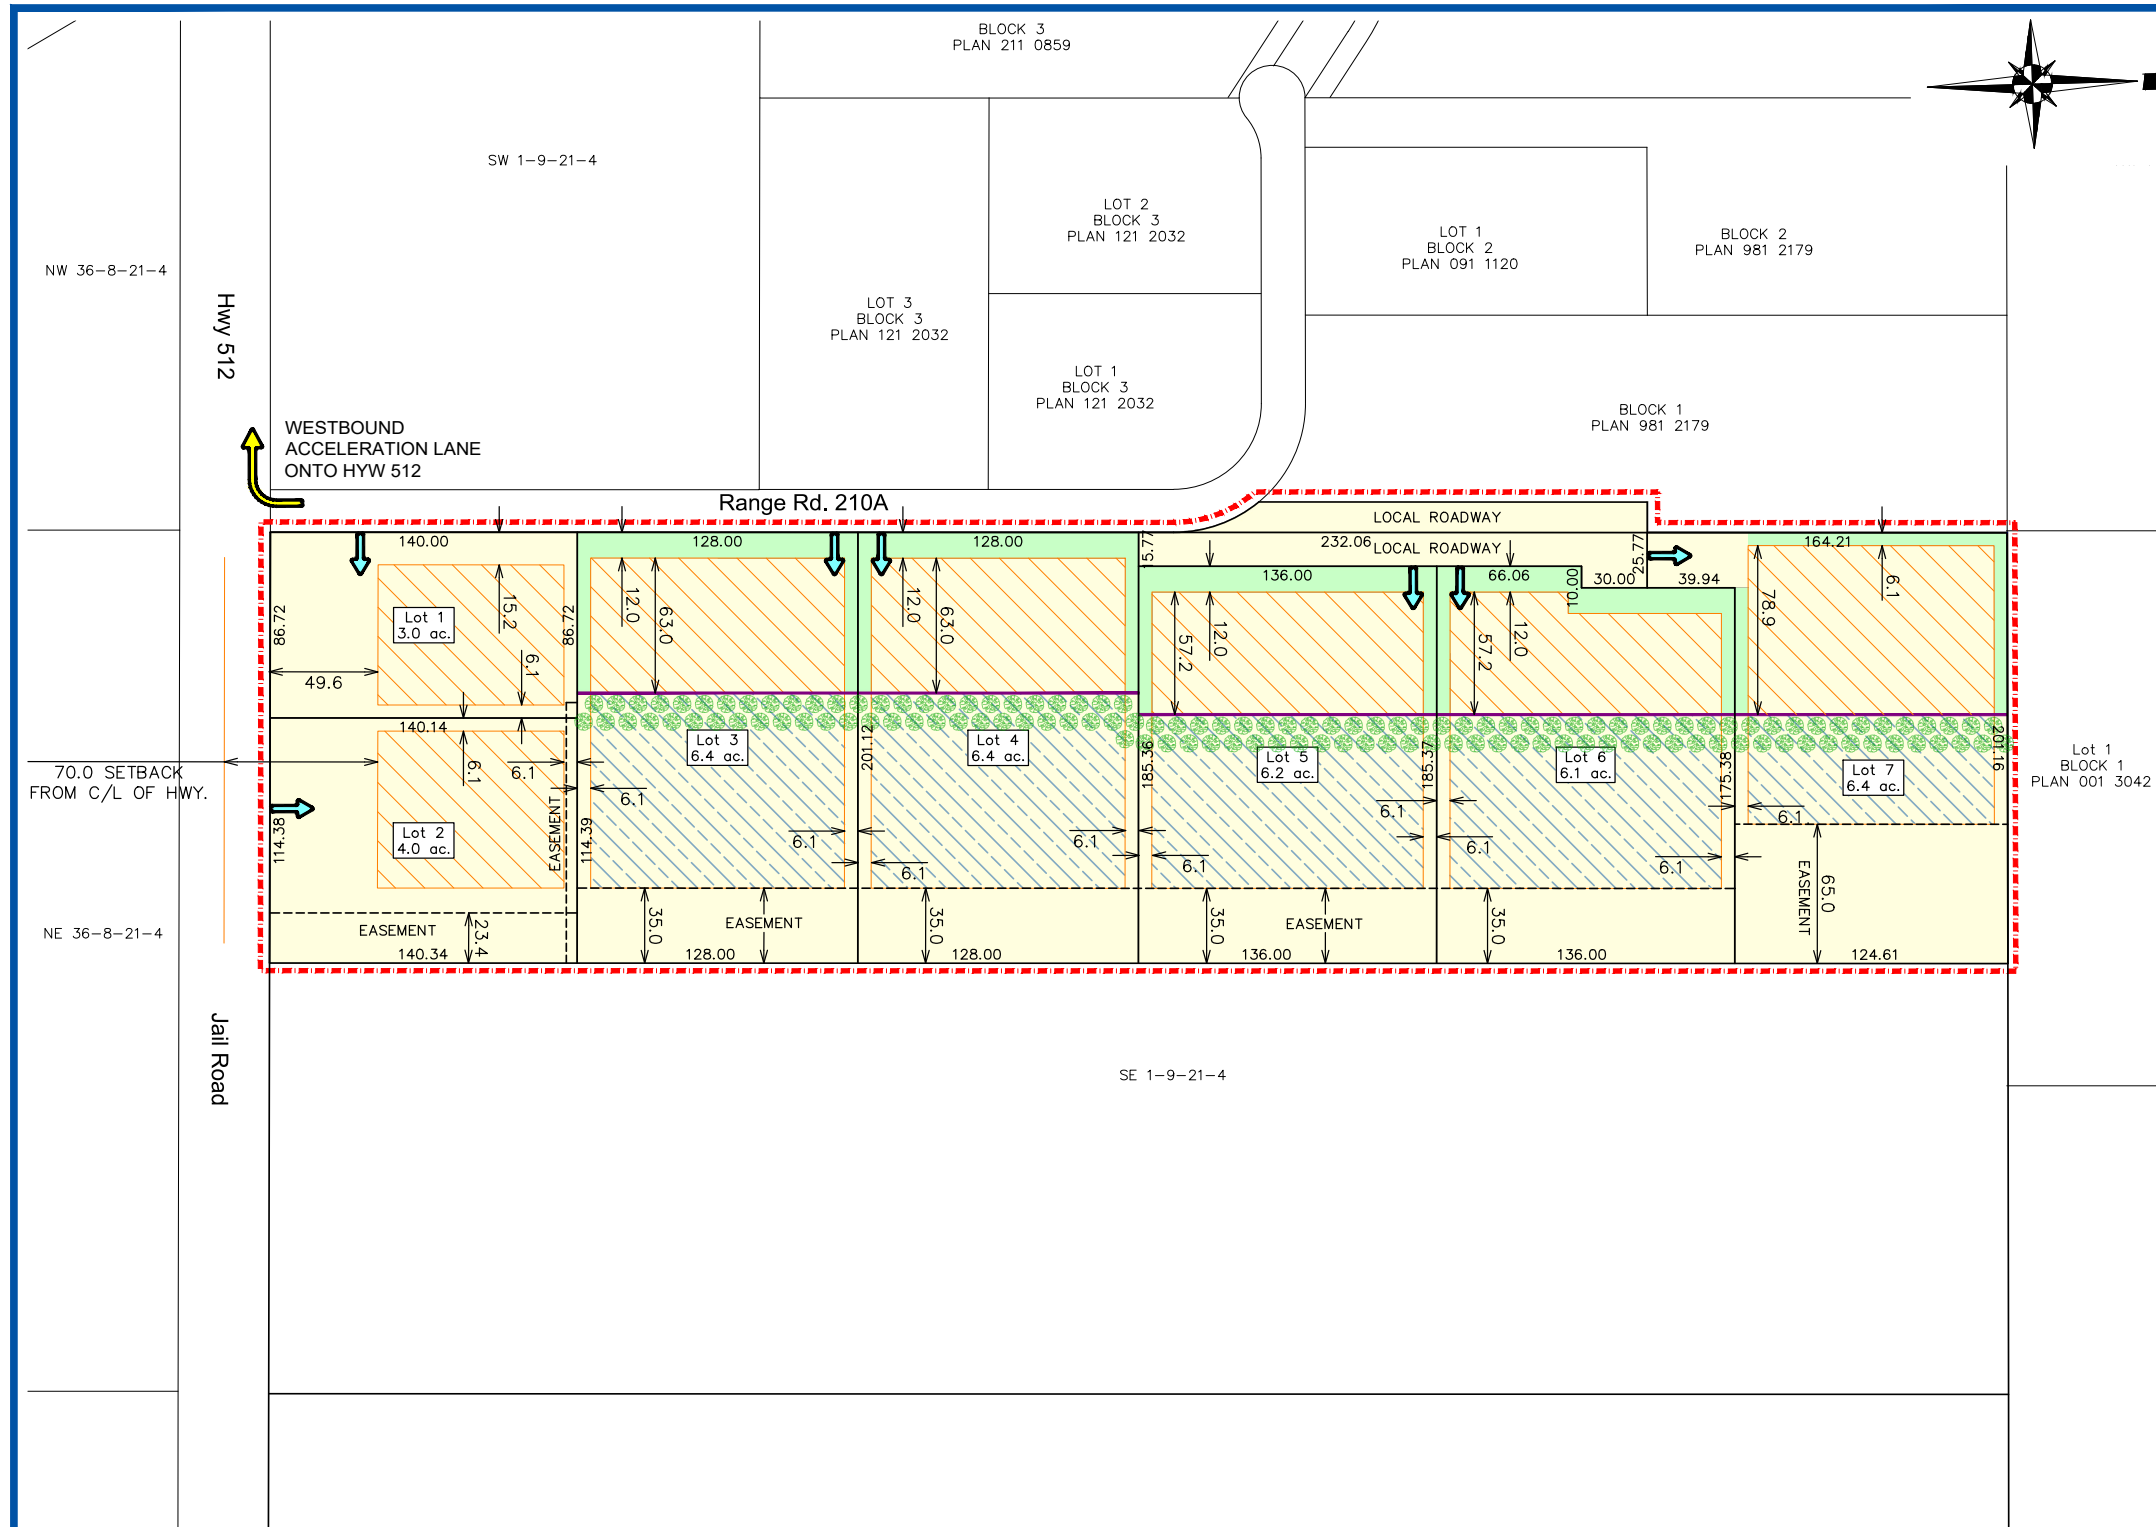 BLOCK 3
PLAN 211 0859
SW 1-9-21-4
LOT 2
BLOCK 3
PLAN 121 2032
LOT 1
BLOCK 2
PLAN 091 1120
BLOCK 2
PLAN 981 2179
NW 36-8-21-4
Hwy 512
LOT 3
BLOCK 3
PLAN 121 2032
LOT 1
BLOCK 3
PLAN 121 2032
BLOCK 1
PLAN 981 2179
WESTBOUND
ACCELERATION LANE
ONTO HYW 512
Range Rd. 210A
LOCAL ROADWAY
LOCAL ROADWAY
140.00
128.00
128.00
15.77
232.06
25.77
164.21
136.00
66.06
10.00
30.00
39.94
86.72
86.72
15.2
12.0
63.0
12.0
63.0
57.2
12.0
57.2
12.0
78.9
6.1
Lot 1
3.0 ac.
49.6
6.1
140.14
6.1
6.1
70.0 SETBACK
FROM C/L OF HWY.
Lot 3
6.4 ac.
201.12
Lot 4
6.4 ac.
185.36
Lot 5
6.2 ac.
185.37
Lot 6
6.1 ac.
175.38
Lot 7
6.4 ac.
201.16
Lot 1
BLOCK 1
PLAN 001 3042
114.38
Lot 2
4.0 ac.
EASEMENT
114.39
6.1
6.1
6.1
6.1
6.1
6.1
6.1
6.1
6.1
EASEMENT
65.0
NE 36-8-21-4
EASEMENT
23.4
140.34
35.0
EASEMENT
128.00
35.0
128.00
35.0
EASEMENT
136.00
35.0
136.00
124.61
Jail Road
SE 1-9-21-4